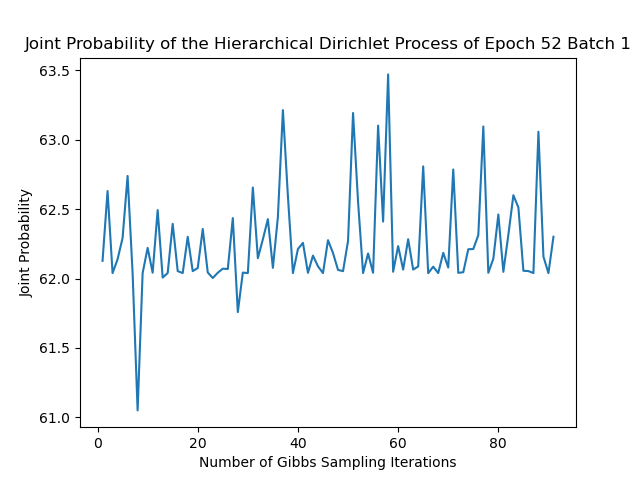 Joint Probability of the Hierarchical Dirichlet Process of Epoch 52 Batch 1
63.5
63.0
62.5
62.0
61.5
61.0
Joint Probability
0 20 40 60 80
Number of Gibbs Sampling Iterations